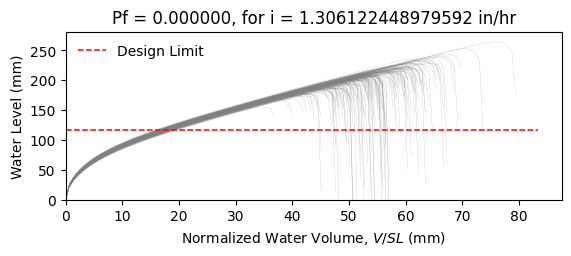 Pf = 0.000000, for i = 1.306122448979592 in/hr
Water Level (mm)
250
200
150
100
50
0
Design Limit
0 10 20 30 40 50 60 70 80
Normalized Water Volume, V/SL (mm)